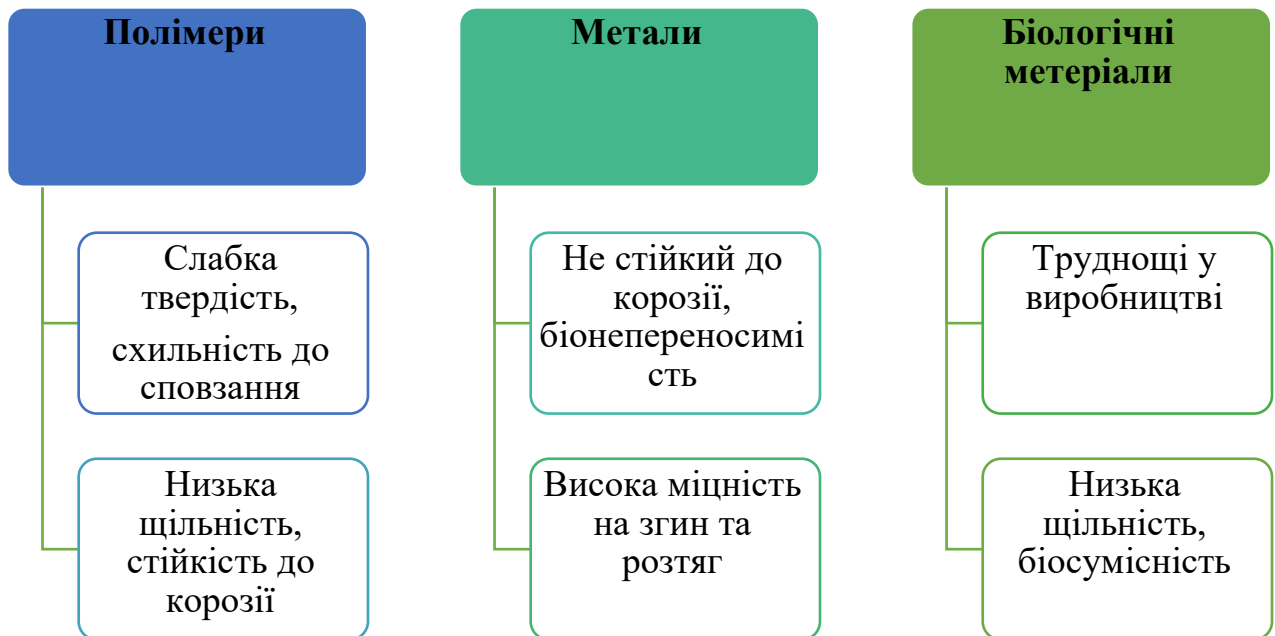 Полімери
Слабка
твердість,
схильність до
сповзання
Низька
щільність,
стійкість до
корозії
Метали
Не стійкий до
корозії,
біонепереносимі
сть
Висока міцність
на згин та
розтяг
Біологічні
метеріали
Труднощі у
виробництві
Низька
щільність,
біосумісність